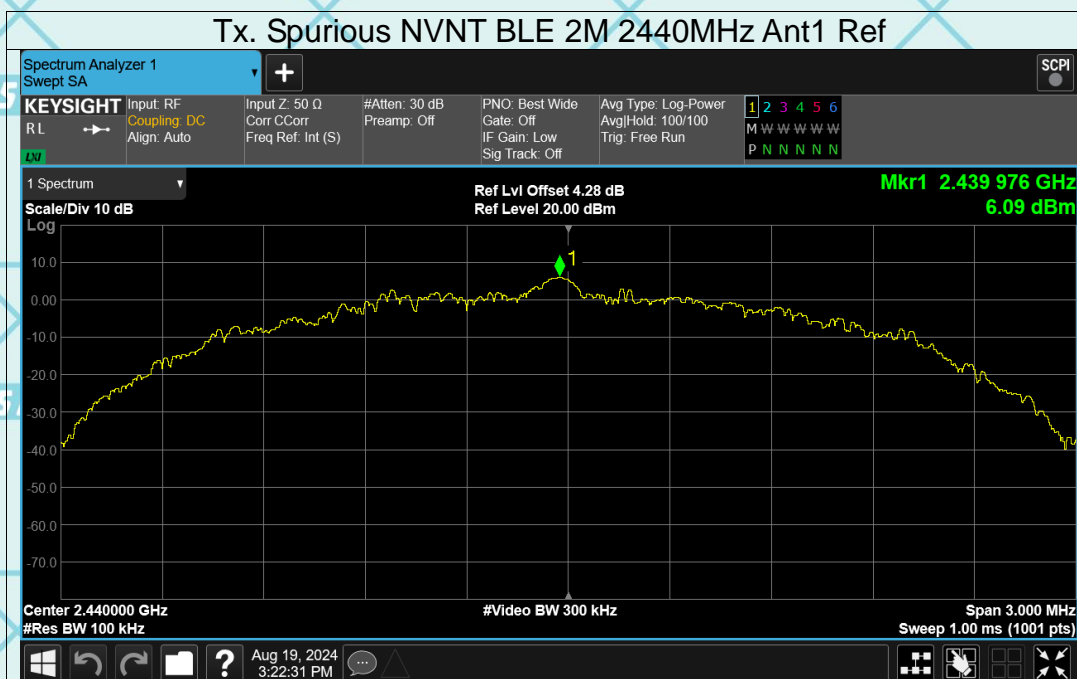 Tx. Spurious NVNT BLE 2M 2440MHz Ant1 Ref
Spectrum Analyzer 1
Swept SA
+
SCPI
KEYSIGHT
R L
LXI
Input: RF
Coupling: DC
Align: Auto
Input Z: 50 Ω
Corr CCorr
Freq Ref: Int (S)
#Atten: 30 dB
Preamp: Off
PNO: Best Wide
Gate: Off
IF Gain: Low
Sig Track: Off
Avg Type: Log-Power
Avg|Hold: 100/100
Trig: Free Run
1 2 3 4 5 6
M W W W W W
P N N N N N
1 Spectrum
Scale/Div 10 dB
Log
Ref Lvl Offset 4.28 dB
Ref Level 20.00 dBm
Mkr1 2.439 976 GHz
6.09 dBm
1
10.0
0.00
-10.0
-20.0
-30.0
-40.0
-50.0
-60.0
-70.0
Center 2.440000 GHz
#Res BW 100 kHz
#Video BW 300 kHz
Span 3.000 MHz
Sweep 1.00 ms (1001 pts)
?
Aug 19, 2024
3:22:31 PM